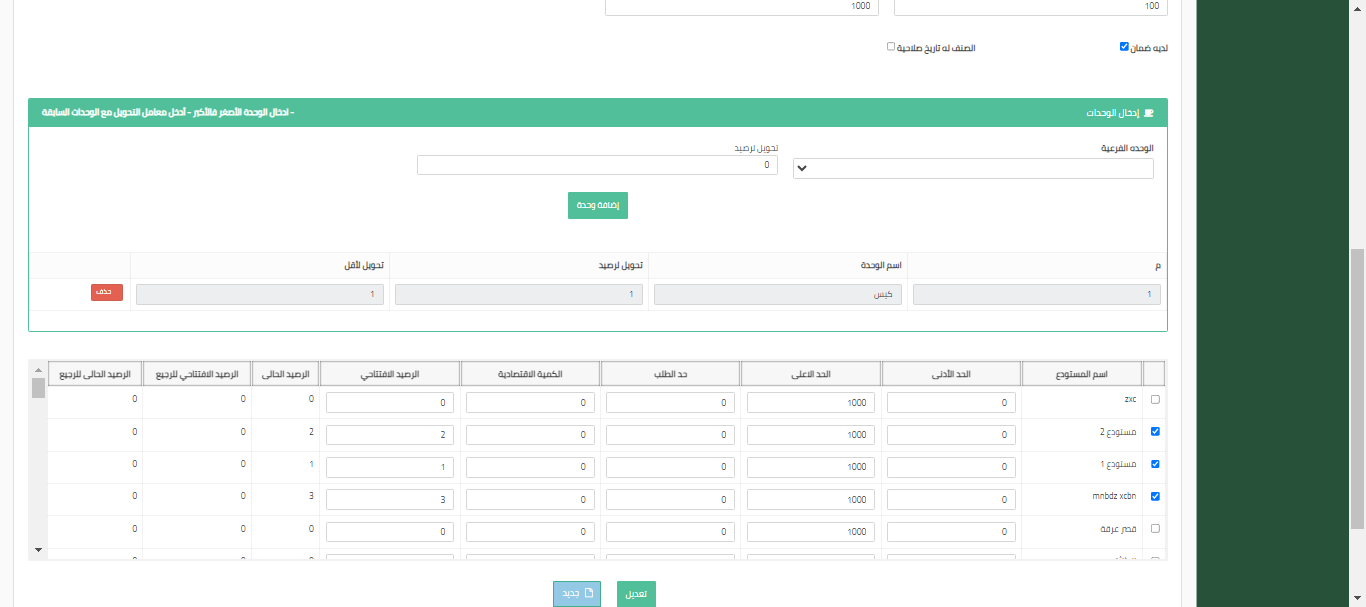 100 1000
لديه ضمان الصنف له تاريخ صلاحية
إدخال الوحدات - ادخال الوحدة الأصغر فالأكبر - أدخل معامل التحويل مع الوحدات السابقة
الوحده الفرعية تحويل لرصيد
0
إضافة وحدة
م اسم الوحدة تحويل لرصيد تحويل لأقل
1 كيس 1 1 حذف
اسم المستودع الحد الأدنى الحد الاعلى حد الطلب الكمية الاقتصادية الرصيد الافتتاحي الرصيد الحالى الرصيد الافتتاحي للرجيع الرصيد الحالى للرجيع
zxc 0 1000 0 0 0 0 0 0
مستودع 2 0 1000 0 0 2 2 0 0
مستودع 1 0 1000 0 0 1 1 0 0
mnbdz xcbn 0 1000 0 0 3 3 0 0
قصر عرقة 0 1000 0 0 0 0 0 0
تعديل جديد